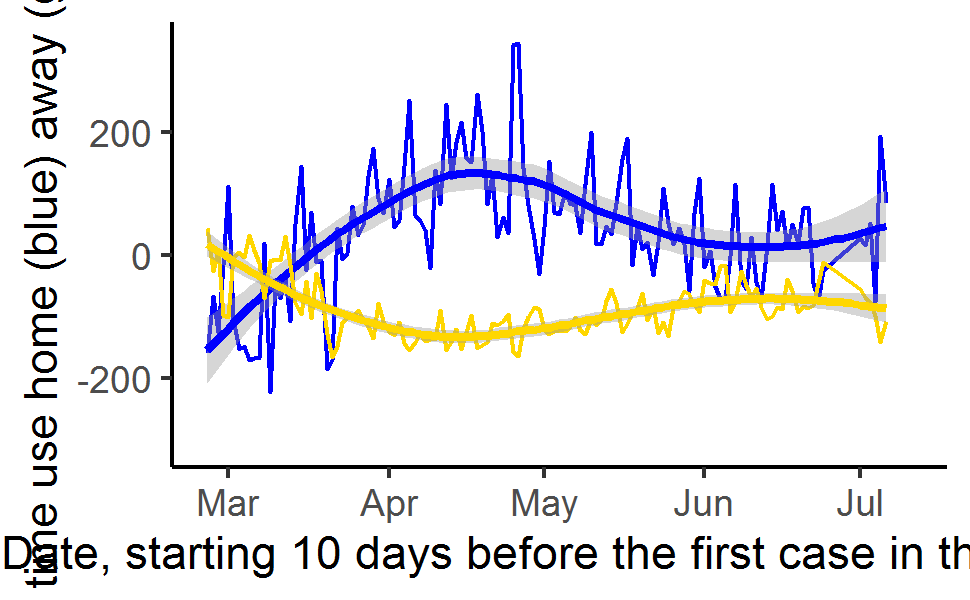 time use home (blue) away (g
200
0
-200
Mar Apr May Jun Jul
Date, starting 10 days before the first case in th